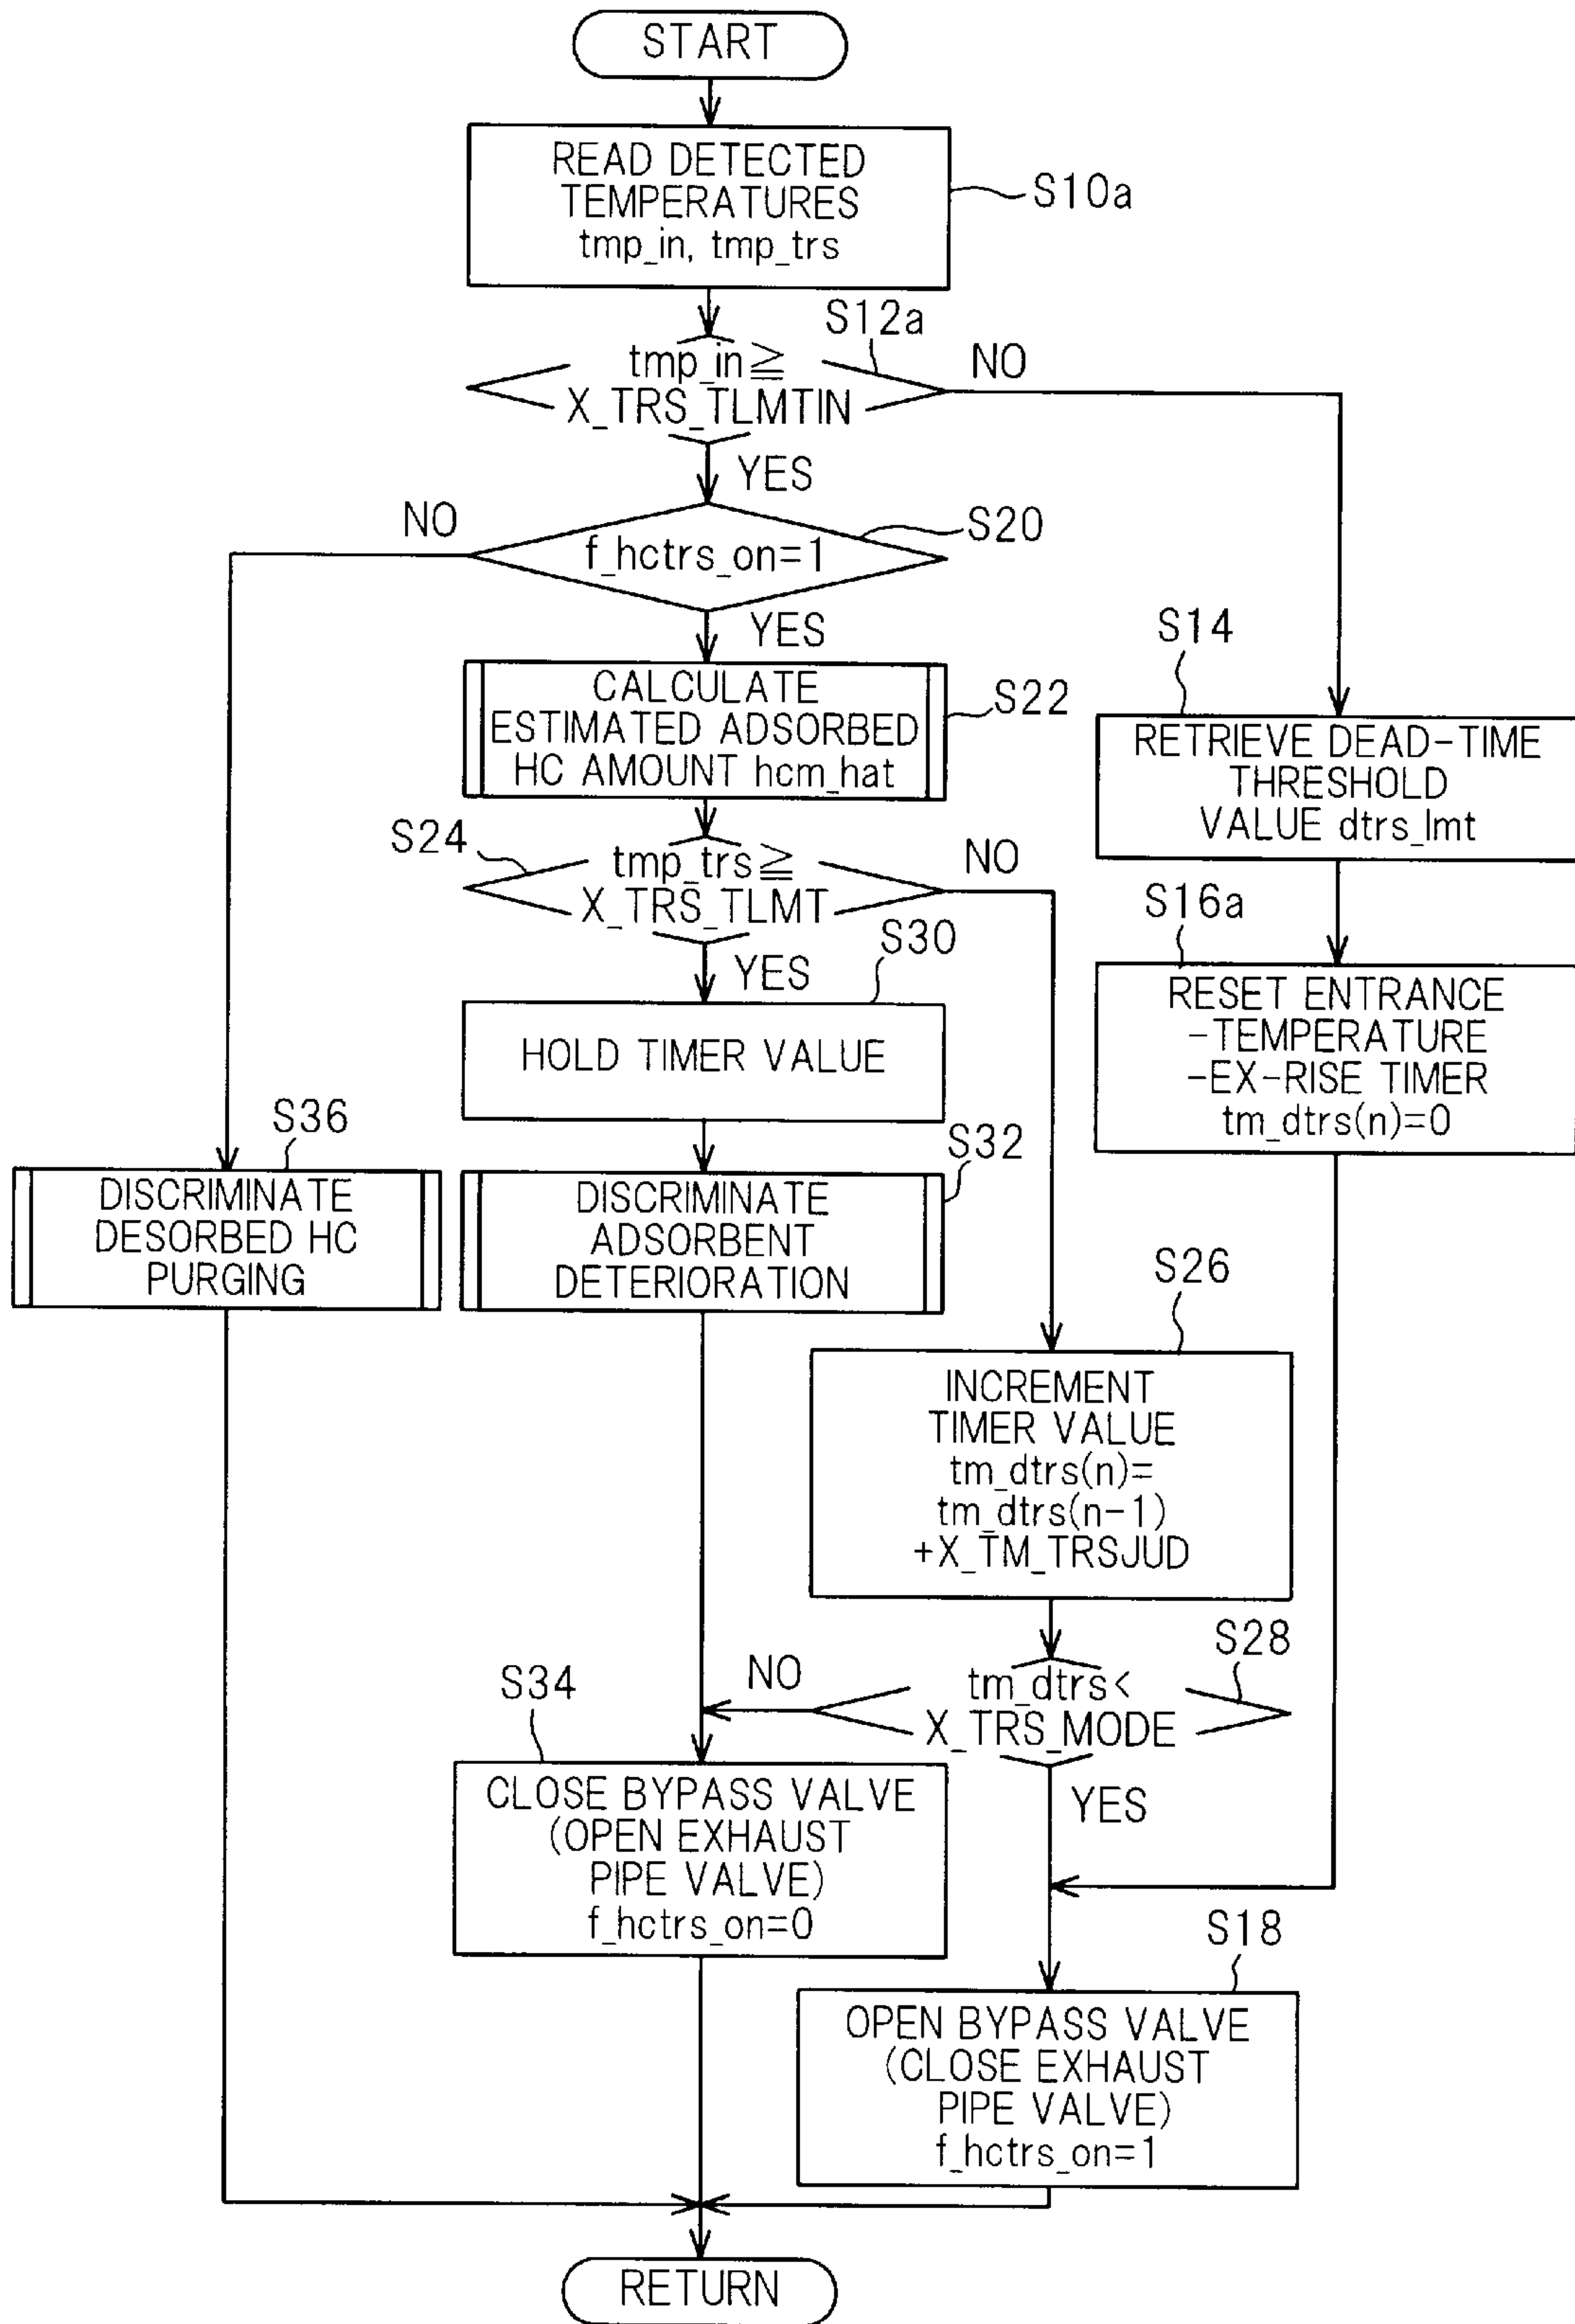 START
READ DETECTED
TEMPERATURES
tmp_in, tmp_trs
S10a
S12a
tmp_in≧
X_TRS_TLMTIN
NO
YES
NO
f_hctrs_on=1
S20
YES
CALCULATE
ESTIMATED ADSORBED
HC AMOUNT hcm_hat
S22
S14
RETRIEVE DEAD-TIME
THRESHOLD
VALUE dtrs_lmt
S24
tmp_trs≧
X_TRS_TLMT
NO
YES
S16a
RESET ENTRANCE
-TEMPERATURE
-EX-RISE TIMER
tm_dtrs(n)=0
S30
HOLD TIMER VALUE
S36
DISCRIMINATE
DESORBED HC
PURGING
S32
DISCRIMINATE
ADSORBENT
DETERIORATION
S26
INCREMENT
TIMER VALUE
tm_dtrs(n)=
tm_dtrs(n-1)
+X_TM_TRSJUD
S28
tm_dtrs<
X_TRS_MODE
NO
YES
S34
CLOSE BYPASS VALVE
(OPEN EXHAUST
PIPE VALVE)
f_hctrs_on=0
S18
OPEN BYPASS VALVE
(CLOSE EXHAUST
PIPE VALVE)
f_hctrs_on=1
RETURN